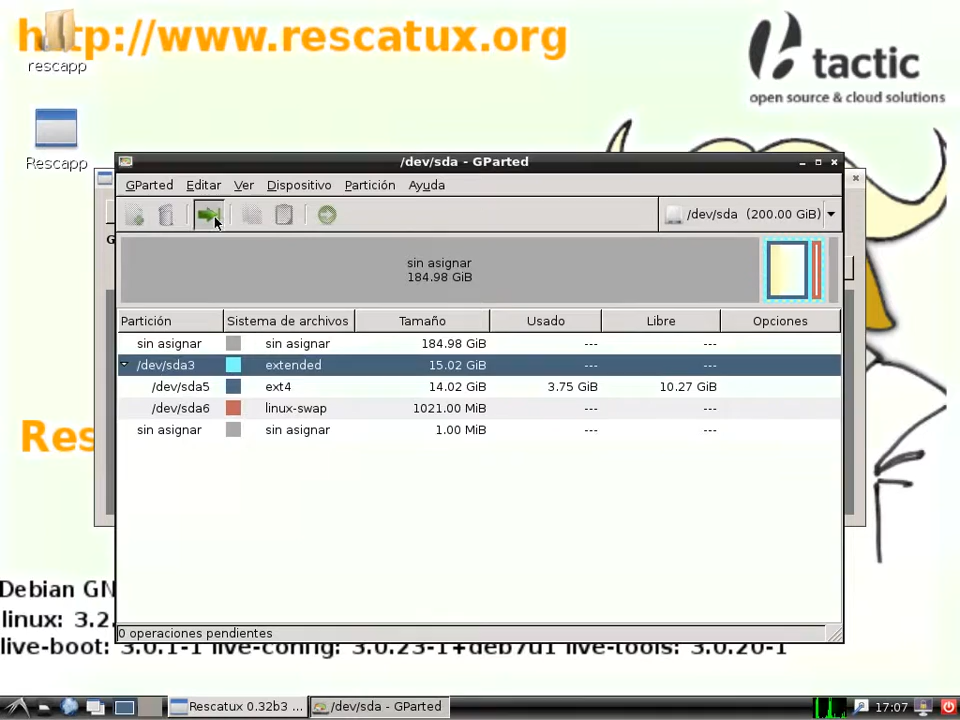 http://www.rescatux.org
rescapp
Rescapp
tactic
open source & cloud solutions
/dev/sda - GParted
GParted Editar Ver Dispositivo Partición Ayuda
/dev/sda (200.00 GiB)
G
sin asignar
184.98 GiB
Partición Sistema de archivos Tamaño Usado Libre Opciones
sin asignar sin asignar 184.98 GiB --- ---
/dev/sda3 extended 15.02 GiB --- ---
/dev/sda5 ext4 14.02 GiB 3.75 GiB 10.27 GiB
/dev/sda6 linux-swap 1021.00 MiB --- ---
sin asignar sin asignar 1.00 MiB --- ---
Res
Debian GN
linux: 3.2.
0 operaciones pendientes
live-boot: 3.0.1-1 live-config: 3.0.23-1+deb7u1 live-tools: 3.0.20-1
Rescatux 0.32b3 ... /dev/sda - GParted 17:07